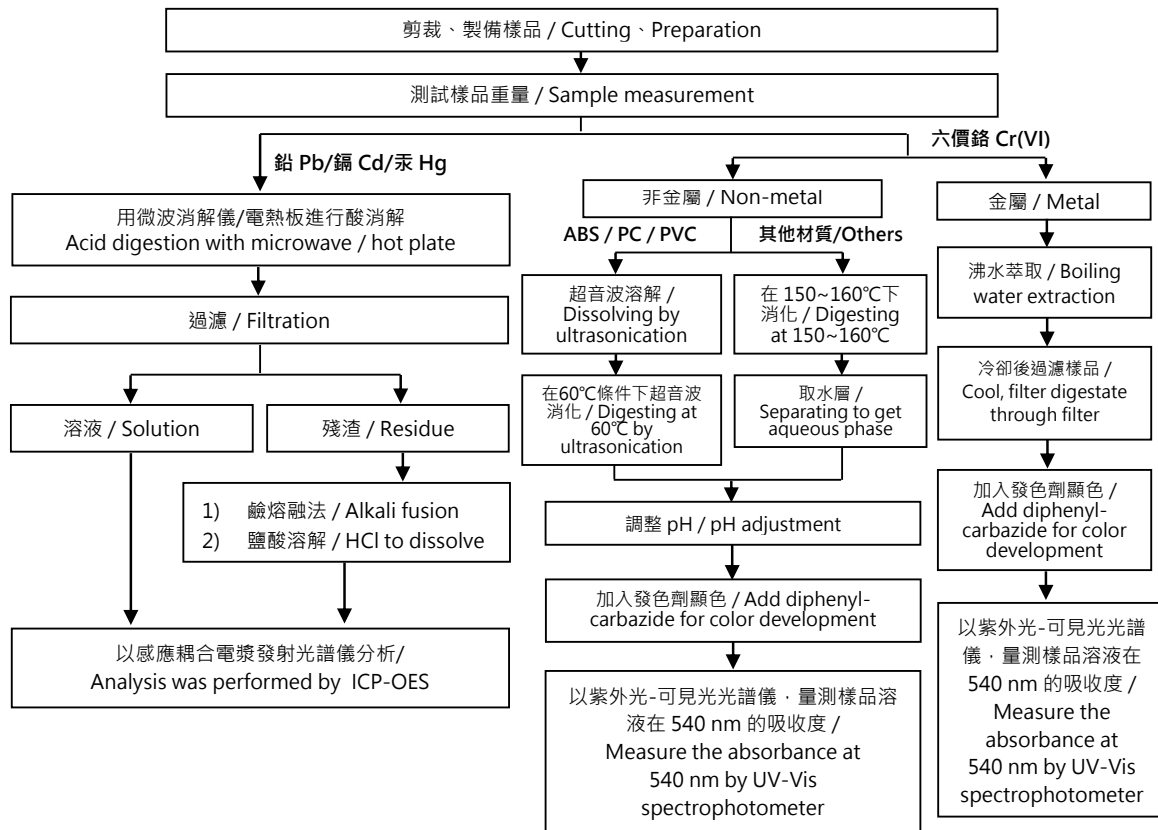 剪裁、製備樣品 / Cutting、Preparation
測試樣品重量 / Sample measurement
鉛 Pb/鎘 Cd/汞 Hg
六價鉻 Cr(VI)
用微波消解儀/電熱板進行酸消解
Acid digestion with microwave / hot plate
過濾 / Filtration
溶液 / Solution
殘渣 / Residue
1) 鹼熔融法 / Alkali fusion
2) 鹽酸溶解 / HCl to dissolve
以感應耦合電漿發射光譜儀分析/
Analysis was performed by ICP-OES
非金屬 / Non-metal
ABS / PC / PVC
其他材質/Others
超音波溶解 /
Dissolving by
ultrasonication
在60℃條件下超音波
消化 / Digesting at
60℃ by
ultrasonication
在 150~160℃下
消化 / Digesting
at 150~160℃
取水層 /
Separating to get
aqueous phase
調整 pH / pH adjustment
加入發色劑顯色 / Add diphenyl-
carbazide for color development
以紫外光-可見光光譜儀，量測樣品溶
液在 540 nm 的吸收度 /
Measure the absorbance at
540 nm by UV-Vis
spectrophotometer
金屬 / Metal
沸水萃取 / Boiling
water extraction
冷卻後過濾樣品 /
Cool, filter digestate
through filter
加入發色劑顯色 /
Add diphenyl-
carbazide for color
development
以紫外光-可見光光譜
儀，量測樣品溶液在
540 nm 的吸收度 /
Measure the
absorbance at
540 nm by UV-Vis
spectrophotometer